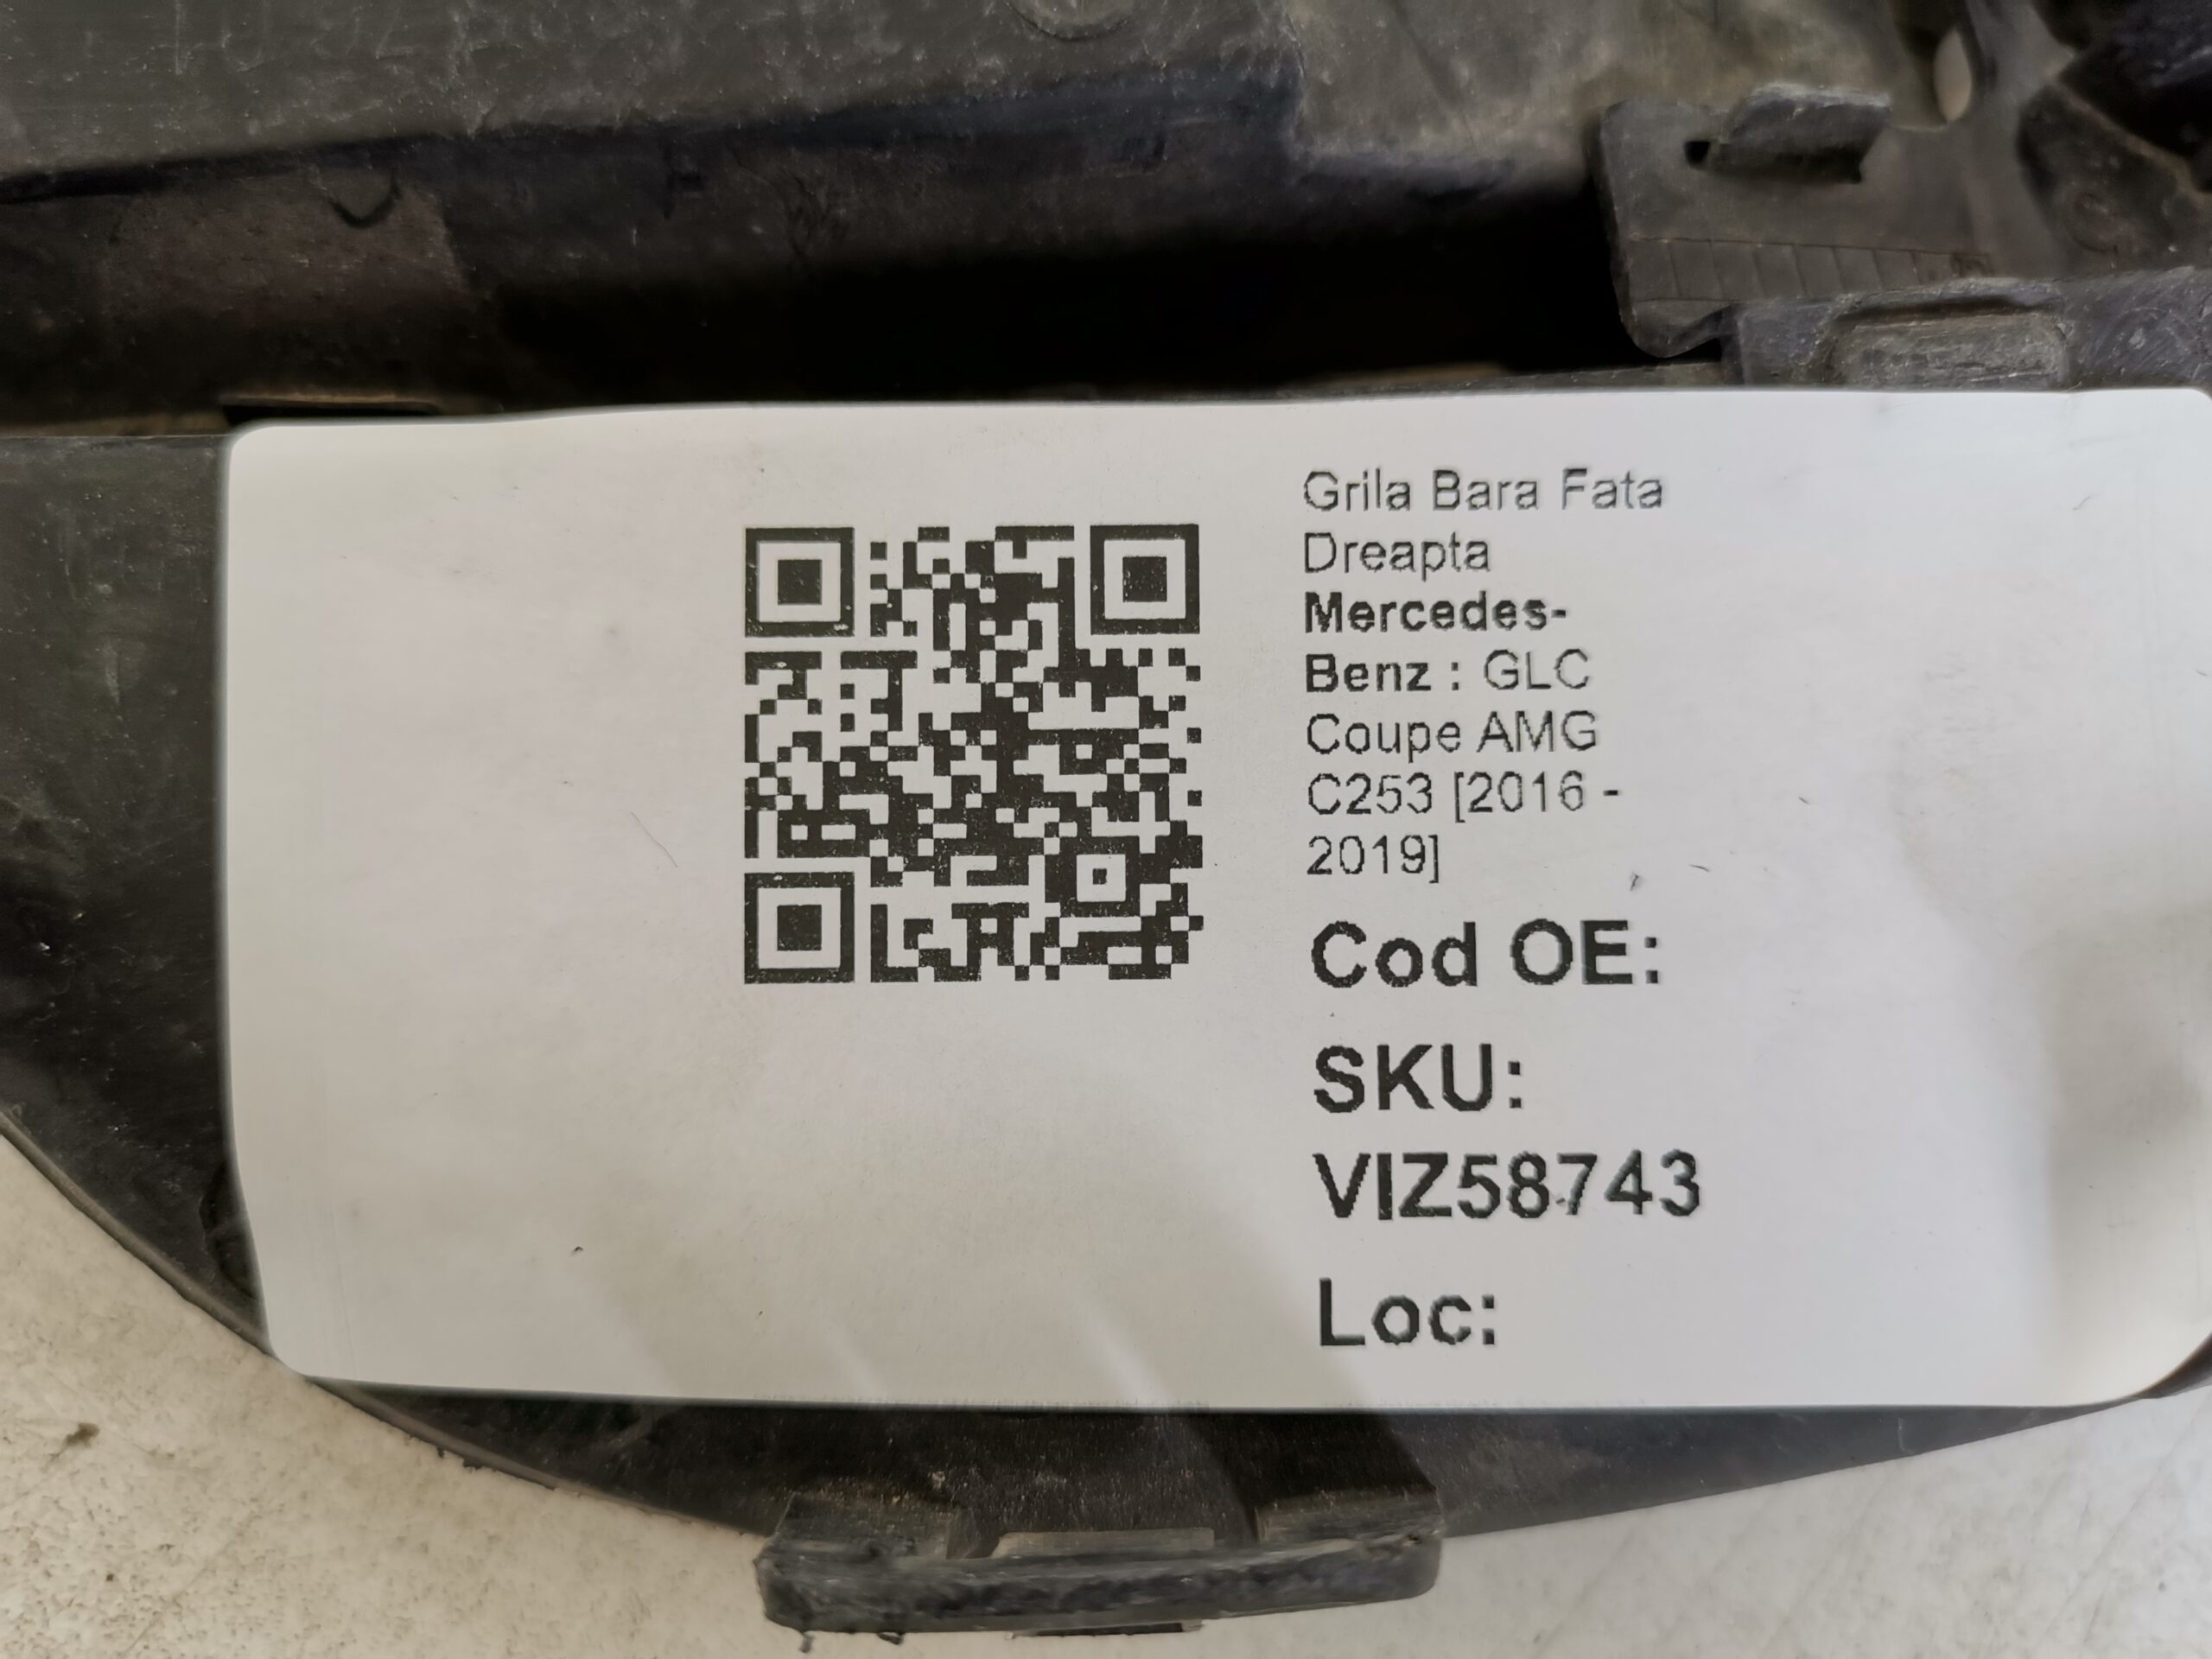 Grila Bara Fata
Dreapta
Mercedes-
Benz : GLC
Coupe AMG
C253 [2016 -
2019]
Cod OE:
SKU:
VIZ58743
Loc: